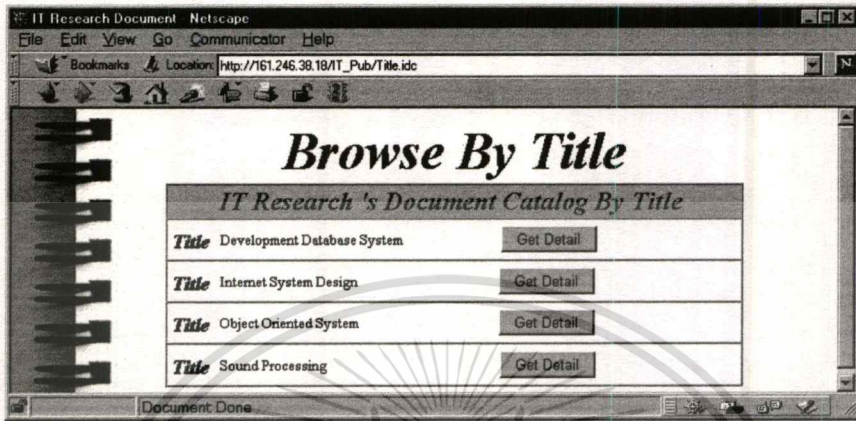 IT Research Document - Netscape
File Edit View Go Communicator Help
Bookmarks Location: http://161.246.38.18/IT_Pub/Title.idc
N
Browse By Title
IT Research 's Document Catalog By Title
Title Development Database System Get Detail
Title Internet System Design Get Detail
Title Object Oriented System Get Detail
Title Sound Processing Get Detail
Document: Done